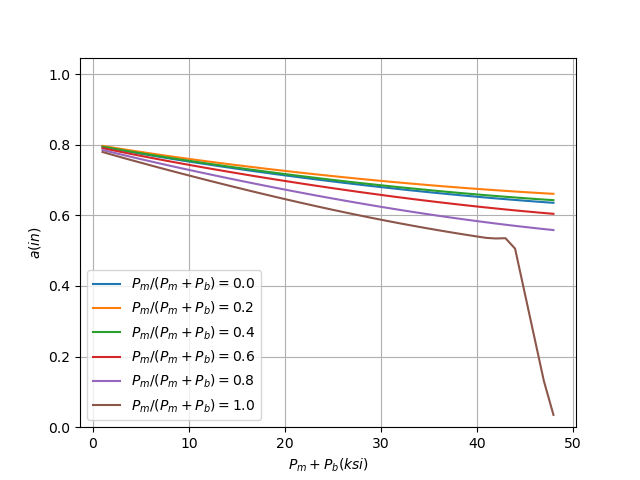 1.0
0.8
0.6
0.4
0.2
0.0
a(in)
P_m/(P_m + P_b) = 0.0
P_m/(P_m + P_b) = 0.2
P_m/(P_m + P_b) = 0.4
P_m/(P_m + P_b) = 0.6
P_m/(P_m + P_b) = 0.8
P_m/(P_m + P_b) = 1.0
0 10 20 30 40 50
P_m + P_b(ksi)